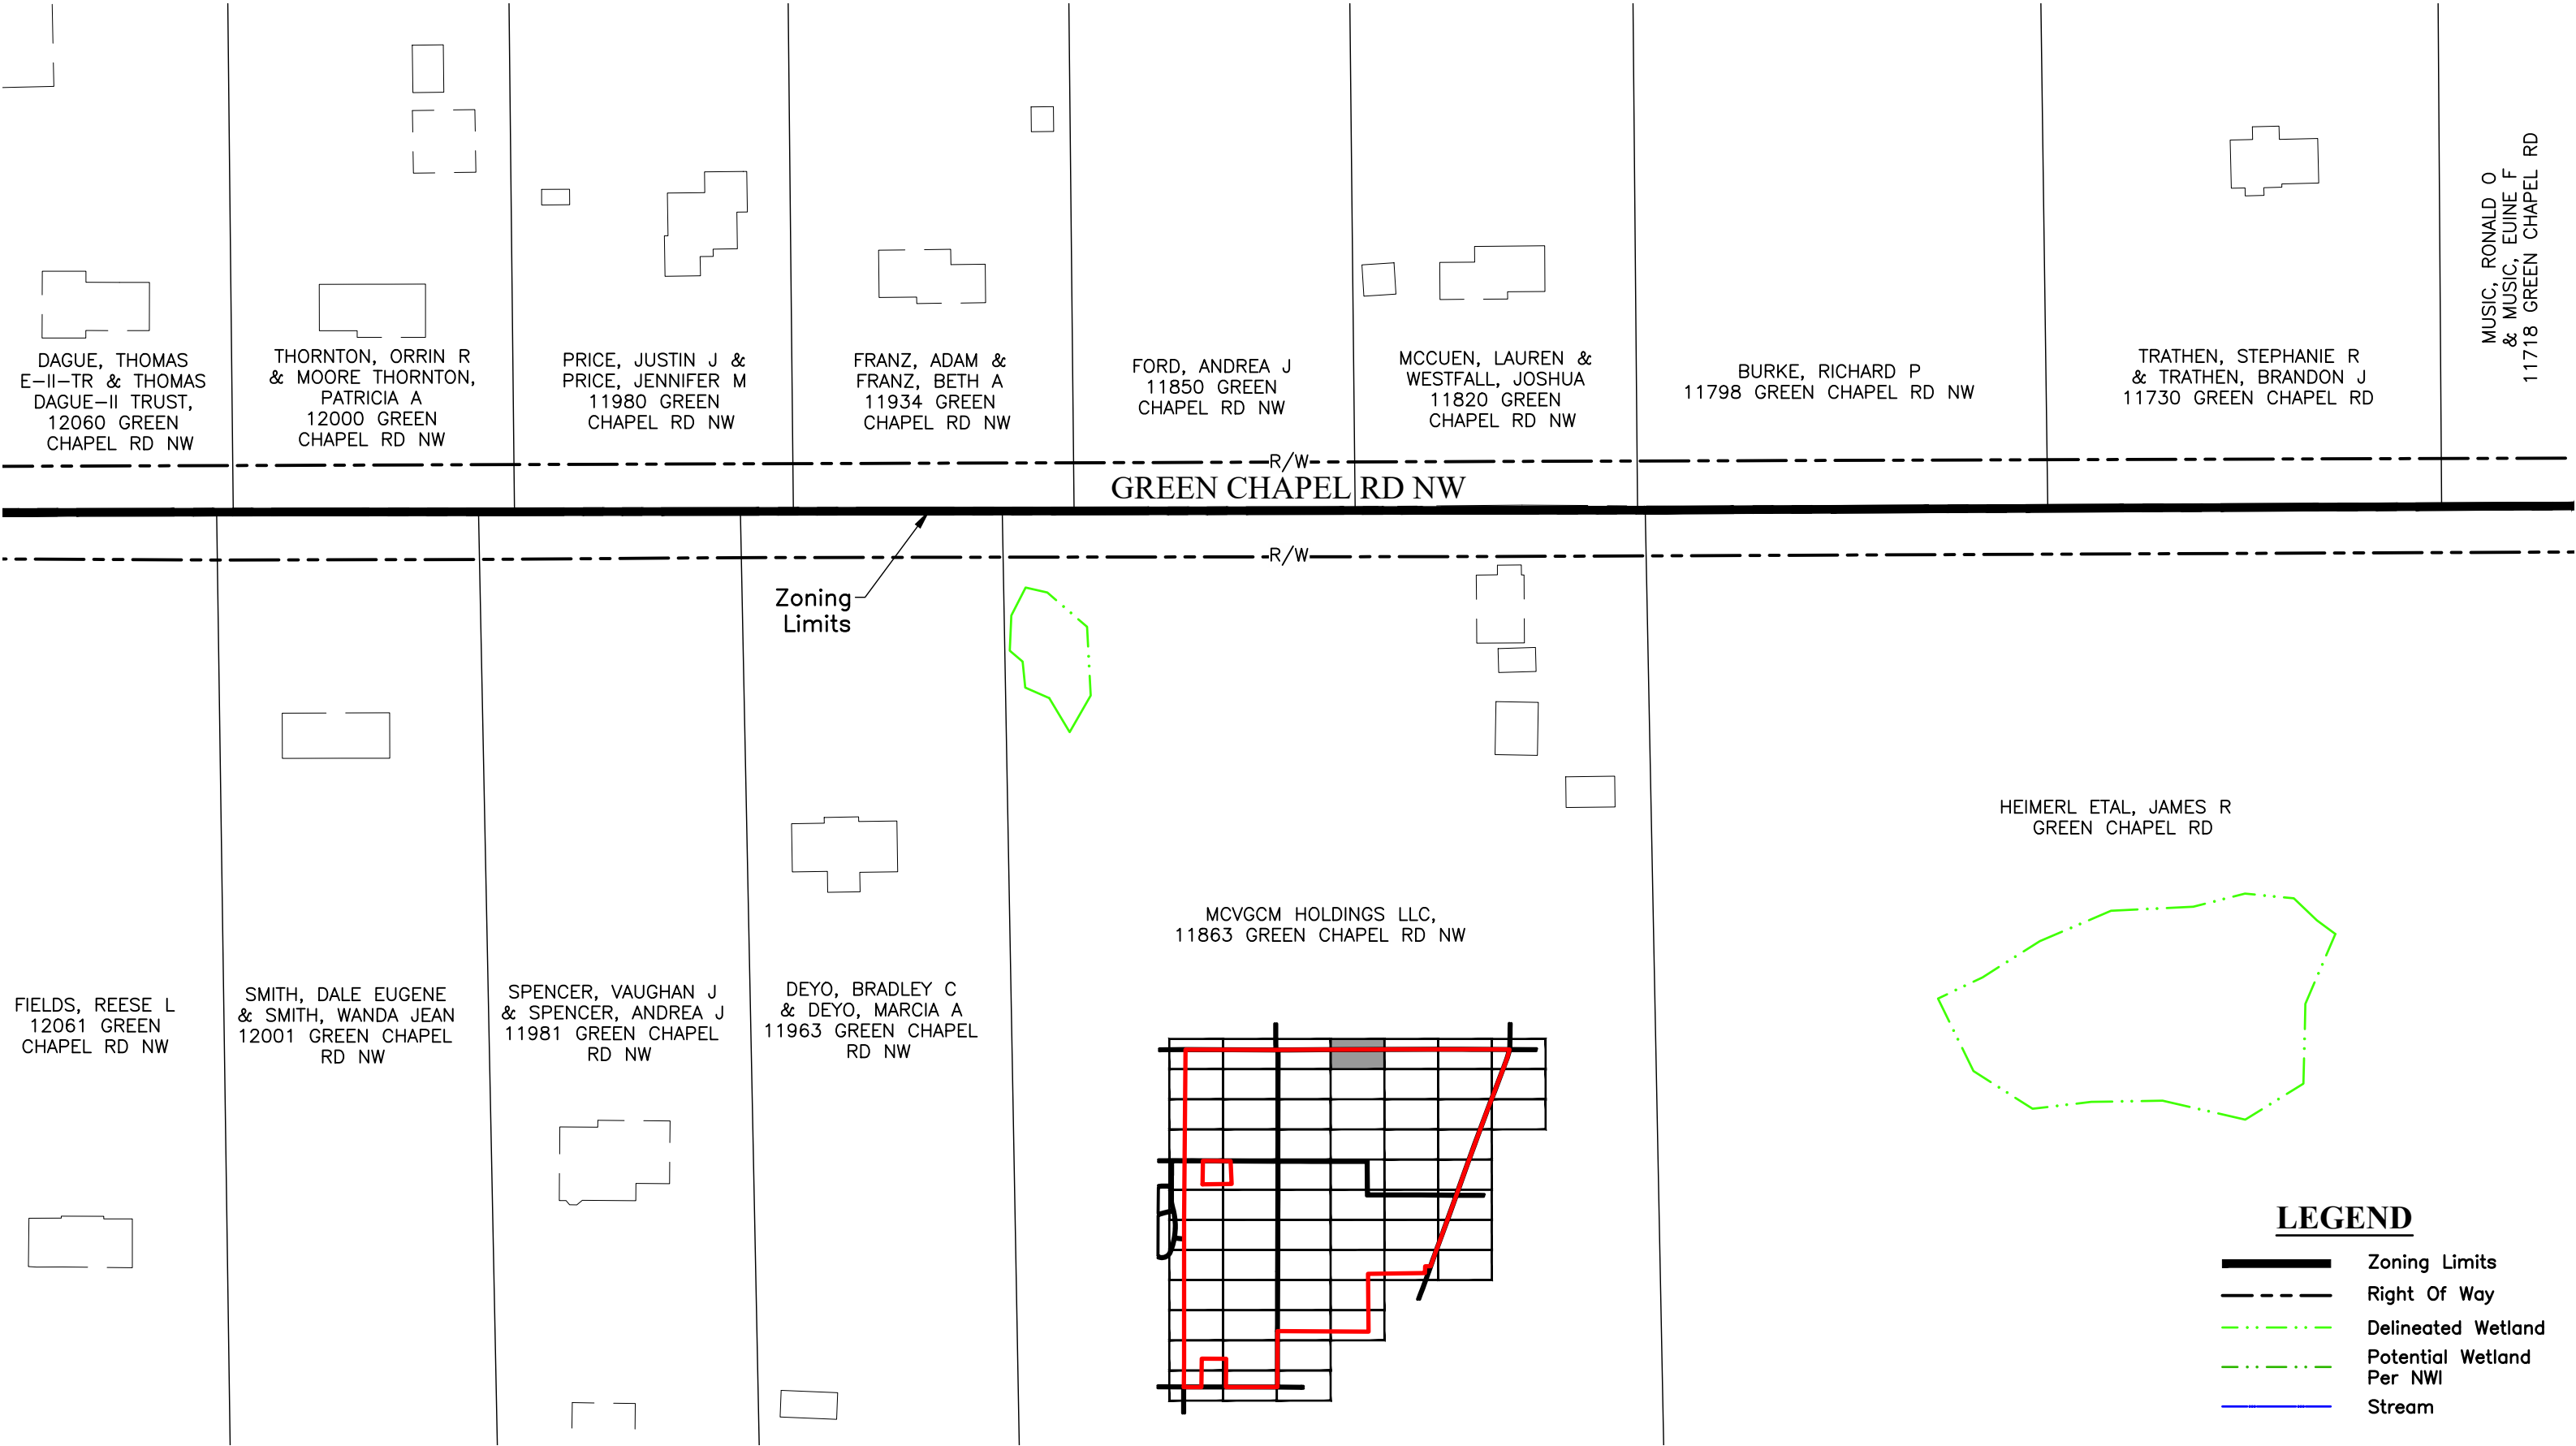 DAGUE, THOMAS
E-II-TR & THOMAS
DAGUE-II TRUST,
12060 GREEN
CHAPEL RD NW
THORNTON, ORRIN R
& MOORE THORNTON,
PATRICIA A
12000 GREEN
CHAPEL RD NW
PRICE, JUSTIN J &
PRICE, JENNIFER M
11980 GREEN
CHAPEL RD NW
FRANZ, ADAM &
FRANZ, BETH A
11934 GREEN
CHAPEL RD NW
FORD, ANDREA J
11850 GREEN
CHAPEL RD NW
MCCUEN, LAUREN &
WESTFALL, JOSHUA
11820 GREEN
CHAPEL RD NW
BURKE, RICHARD P
11798 GREEN CHAPEL RD NW
TRATHEN, STEPHANIE R
& TRATHEN, BRANDON J
11730 GREEN CHAPEL RD
MUSIC, RONALD O
& MUSIC, EUINE F
11718 GREEN CHAPEL RD
R/W
GREEN CHAPEL RD NW
R/W
Zoning
Limits
FIELDS, REESE L
12061 GREEN
CHAPEL RD NW
SMITH, DALE EUGENE
& SMITH, WANDA JEAN
12001 GREEN CHAPEL
RD NW
SPENCER, VAUGHAN J
& SPENCER, ANDREA J
11981 GREEN CHAPEL
RD NW
DEYO, BRADLEY C
& DEYO, MARCIA A
11963 GREEN CHAPEL
RD NW
MCVGCM HOLDINGS LLC,
11863 GREEN CHAPEL RD NW
HEIMERL ETAL, JAMES R
GREEN CHAPEL RD
LEGEND
Zoning Limits
Right Of Way
Delineated Wetland
Potential Wetland
Per NWI
Stream